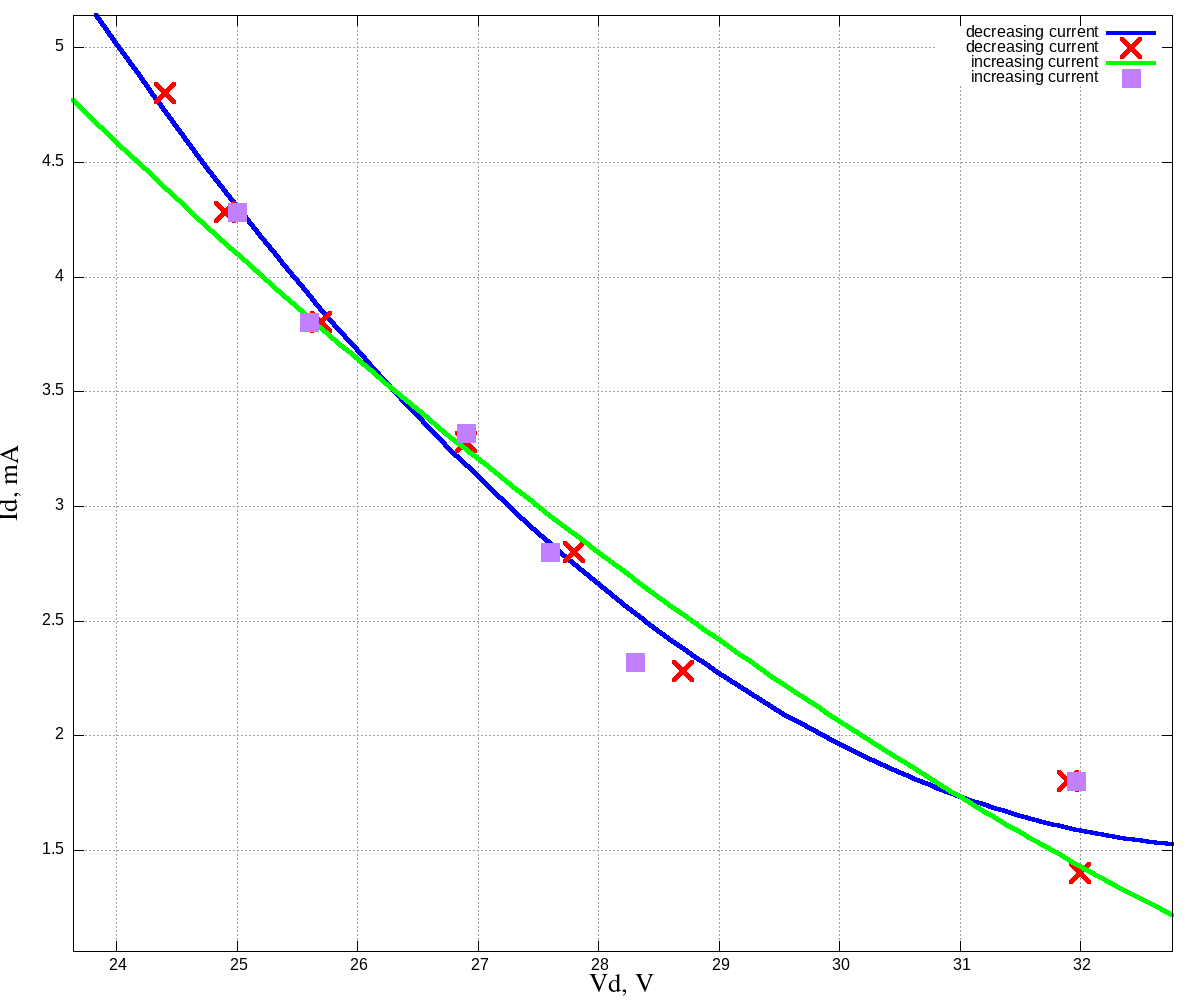 decreasing current
decreasing current
increasing current
increasing current
5
4.5
4
3.5
3
2.5
2
1.5
Id, mA
24 25 26 27 28 29 30 31 32
Vd, V